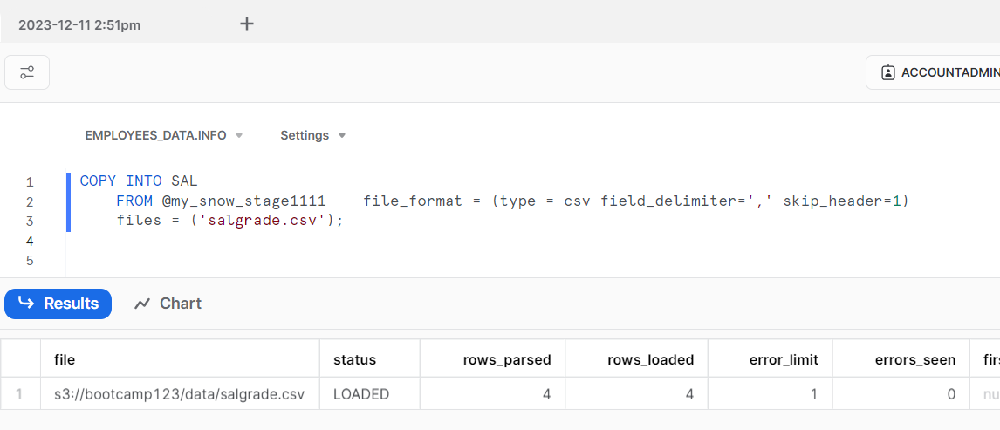 2023-12-11 2:51pm +
ACCOUNTADMIN
EMPLOYEES_DATA.INFO Settings
1 COPY INTO SAL
2 FROM @my_snow_stage1111 file_format = (type = csv field_delimiter=',' skip_header=1)
3 files = ('salgrade.csv');
4
5
Results Chart
file status rows_parsed rows_loaded error_limit errors_seen fir
1 s3://bootcamp123/data/salgrade.csv LOADED 4 4 1 0 nu